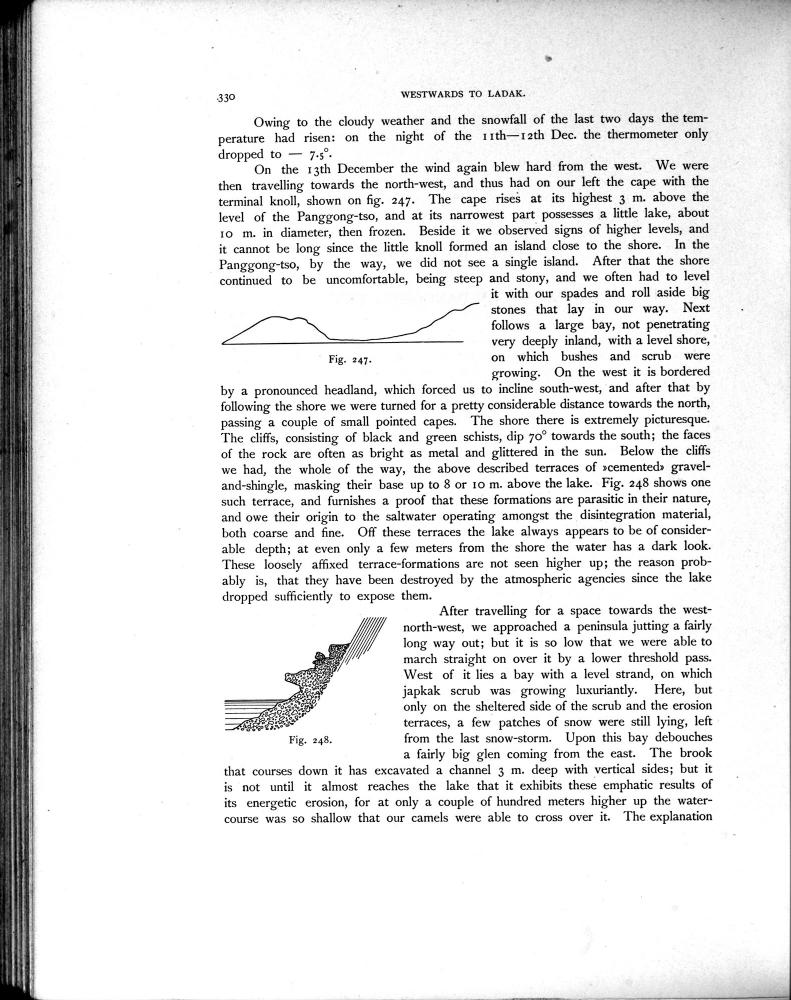 330
WESTWARDS TO LADAK.
Owing to the cloudy weather and the snowfall of the last two days the tem-
perature had risen: on the night of the 11th—12th Dec. the thermometer only
dropped to — 7.5°.
On the 13th December the wind again blew hard from the west. We were
then travelling towards the north-west, and thus had on our left the cape with the
terminal knoll, shown on fig. 247. The cape rises at its highest 3 m. above the
level of the Panggong-tso, and at its narrowest part possesses a little lake, about
10 m. in diameter, then frozen. Beside it we observed signs of higher levels, and
it cannot be long since the little knoll formed an island close to the shore. In the
Panggong-tso, by the way, we did not see a single island. After that the shore
continued to be uncomfortable, being steep and stony, and we often had to level
it with our spades and roll aside big
stones that lay in our way. Next
follows a large bay, not penetrating
very deeply inland, with a level shore,
on which bushes and scrub were
growing. On the west it is bordered
Fig. 247.
by a pronounced headland, which forced us to incline south-west, and after that by
following the shore we were turned for a pretty considerable distance towards the north,
passing a couple of small pointed capes. The shore there is extremely picturesque.
The cliffs, consisting of black and green schists, dip 70° towards the south; the faces
of the rock are often as bright as metal and glittered in the sun. Below the cliffs
we had, the whole of the way, the above described terraces of »cemented» gravel-
and-shingle, masking their base up to 8 or 10 m. above the lake. Fig. 248 shows one
such terrace, and furnishes a proof that these formations are parasitic in their nature,
and owe their origin to the saltwater operating amongst the disintegration material,
both coarse and fine. Off these terraces the lake always appears to be of consider-
able depth; at even only a few meters from the shore the water has a dark look.
These loosely affixed terrace-formations are not seen higher up; the reason prob-
ably is, that they have been destroyed by the atmospheric agencies since the lake
dropped sufficiently to expose them.
After travelling for a space towards the west-
north-west, we approached a peninsula jutting a fairly
long way out; but it is so low that we were able to
march straight on over it by a lower threshold pass.
West of it lies a bay with a level strand, on which
japkak scrub was growing luxuriantly. Here, but
only on the sheltered side of the scrub and the erosion
terraces, a few patches of snow were still lying, left
from the last snow-storm. Upon this bay debouches
a fairly big glen coming from the east. The brook
Fig. 248.
that courses down it has excavated a channel 3 m. deep with vertical sides; but it
is not until it almost reaches the lake that it exhibits these emphatic results of
its energetic erosion, for at only a couple of hundred meters higher up the water-
course was so shallow that our camels were able to cross over it. The explanation